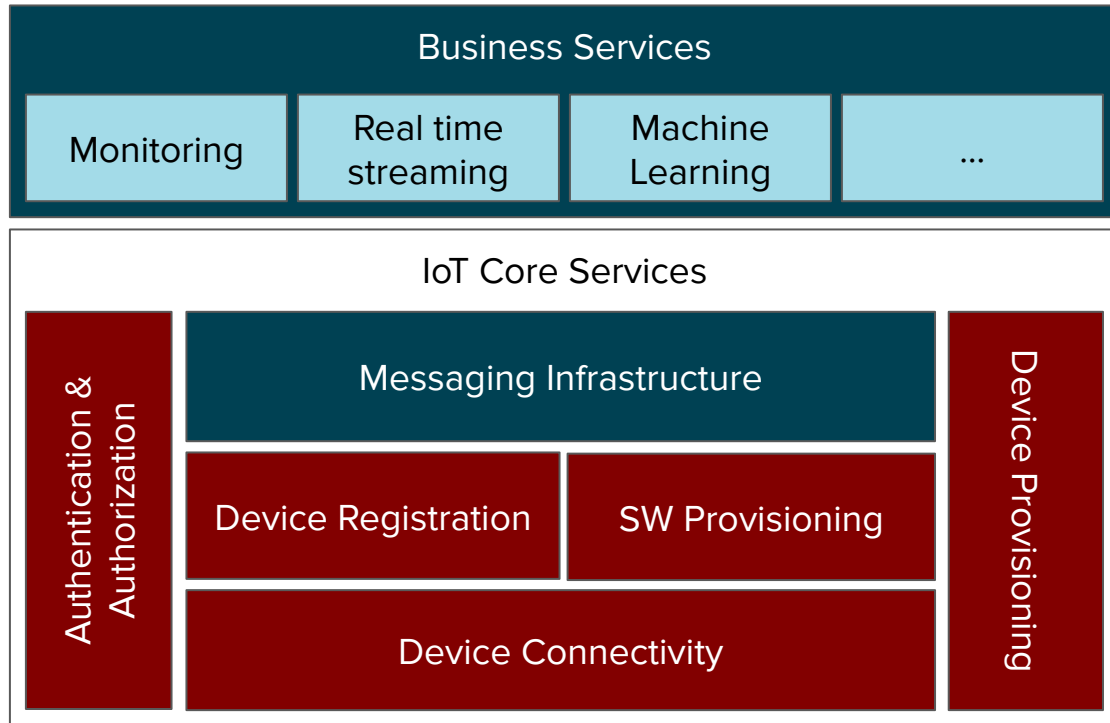 Business Services
Monitoring
Real time
streaming
Machine
Learning
...
IoT Core Services
Authentication &
Authorization
Messaging Infrastructure
Device Registration
SW Provisioning
Device Connectivity
Device Provisioning